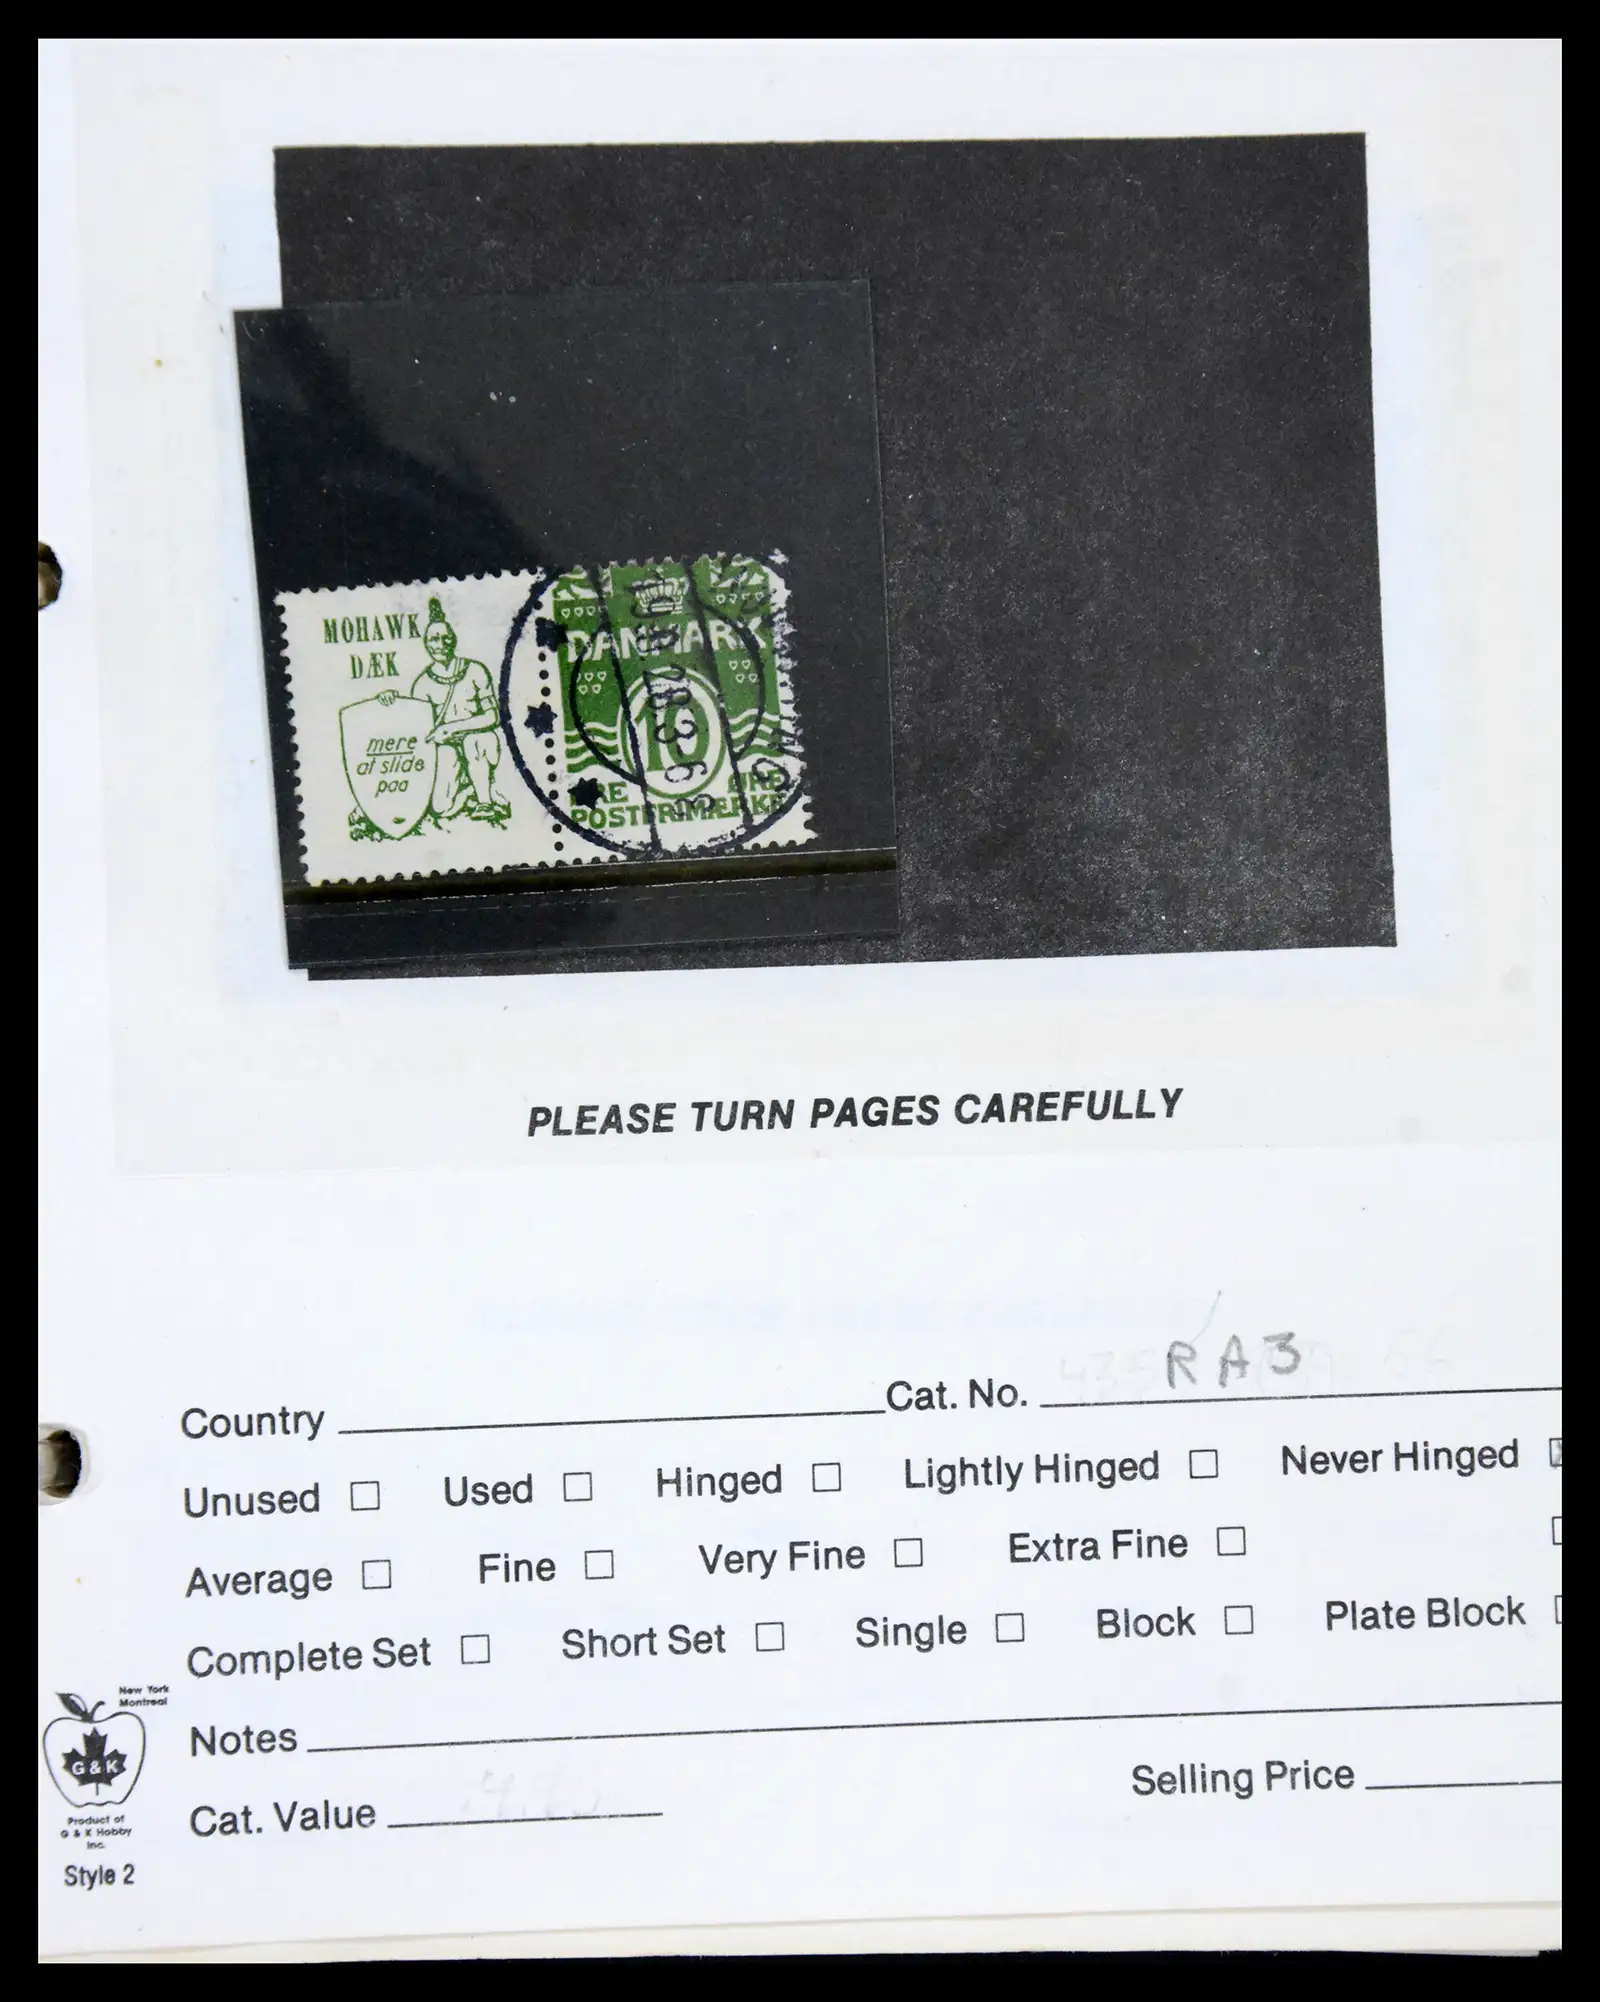 MOHAWK
DÆK
mere
at slide
paa
DANMARK
10
ØRE ØRE
POSTFRIMÆRKE
PLEASE TURN PAGES CAREFULLY
Country Cat. No. RA3
Unused Used Hinged Lightly Hinged Never Hinged
Average Fine Very Fine Extra Fine
Complete Set Short Set Single Block Plate Block
New York
Montreal
G & K
Notes
Selling Price
Cat. Value
Product of
G & K Hobby
Inc.
Style 2